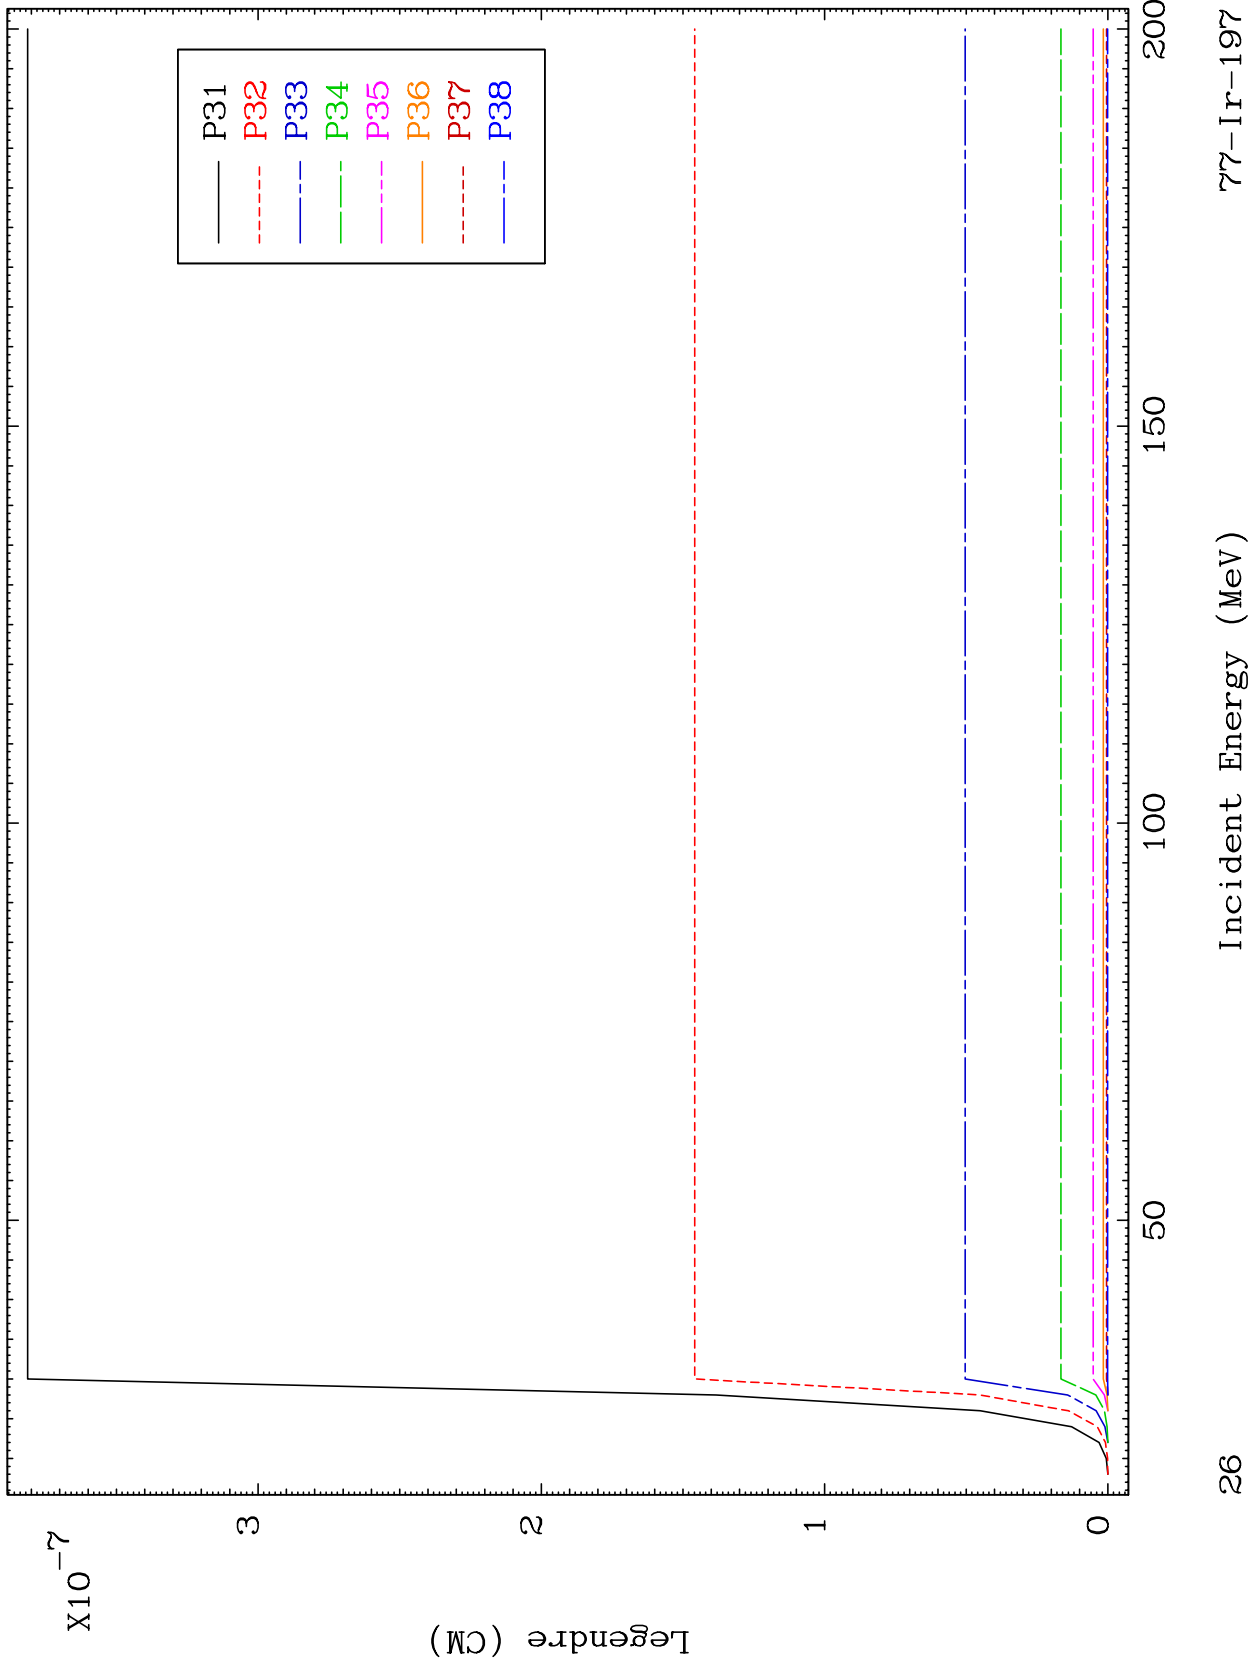 X10-7
3
2
1
0
Legendre (CM)
P31
P32
P33
P34
P35
P36
P37
P38
50
100
150
200
26
Incident Energy (MeV)
77-Ir-197